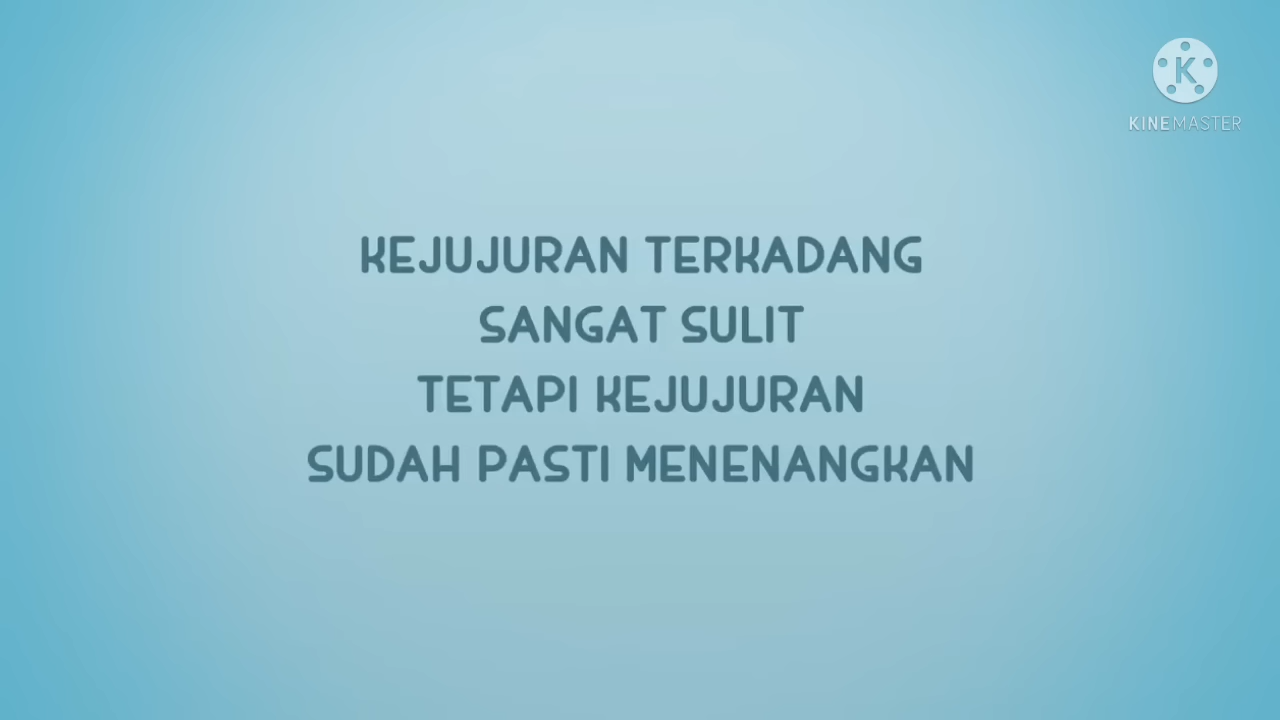 KINEMASTER
KEJUJURAN TERKADANG
SANGAT SULIT
TETAPI KEJUJURAN
SUDAH PASTI MENENANGKAN